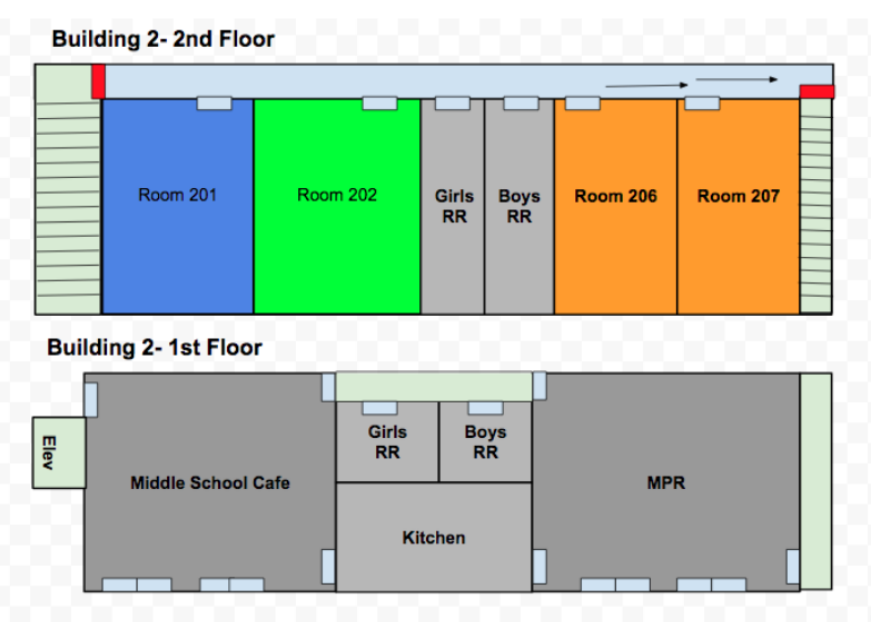 Building 2- 2nd Floor
Room 201
Room 202
Girls
RR
Boys
RR
Room 206
Room 207
Building 2- 1st Floor
Elev
Middle School Cafe
Girls
RR
Boys
RR
Kitchen
MPR